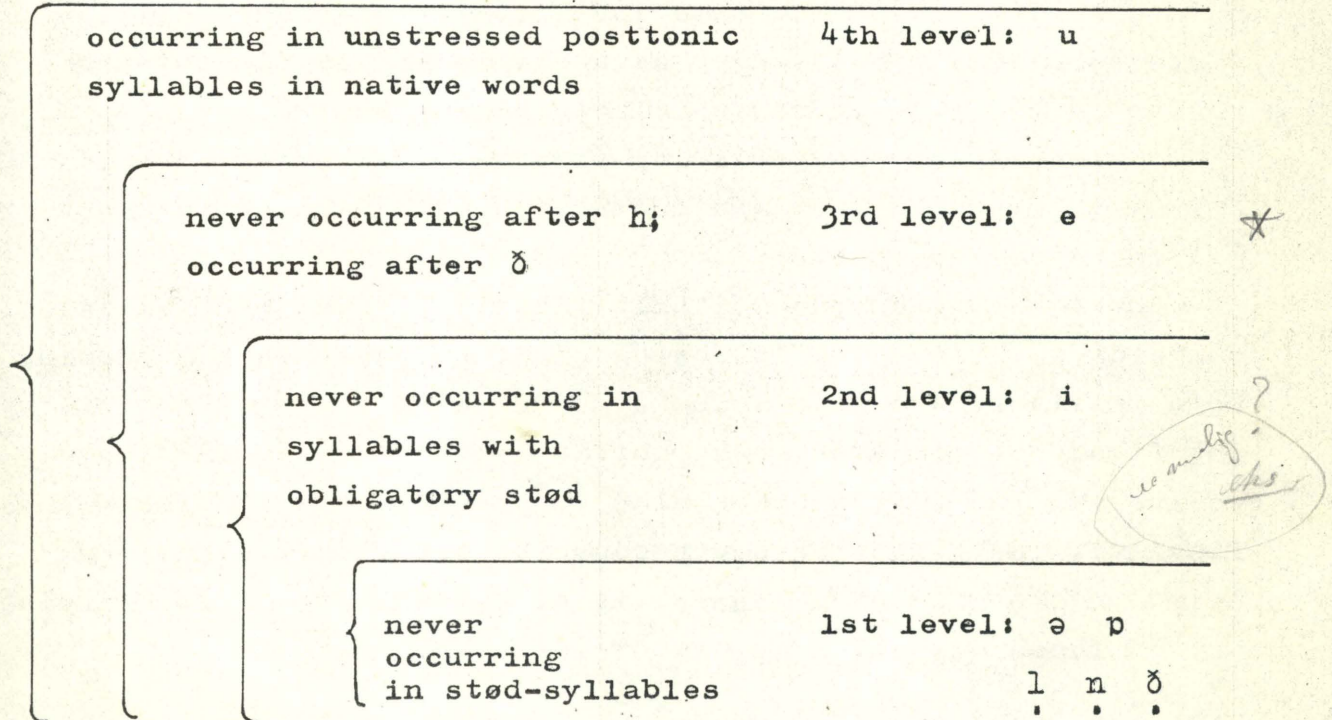 occurring in unstressed posttonic 4th level: u
syllables in native words
never occurring after h; 3rd level: e
occurring after ð
never occurring in 2nd level: i
syllables with
obligatory stød
never 1st level: ə ɒ
occurring
in stød-syllables l̩ n̩ ð̩